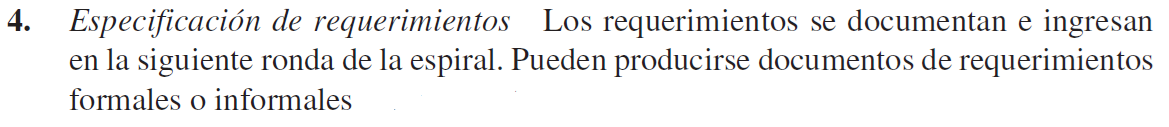 4. Especificación de requerimientos Los requerimientos se documentan e ingresan
en la siguiente ronda de la espiral. Pueden producirse documentos de requerimientos
formales o informales